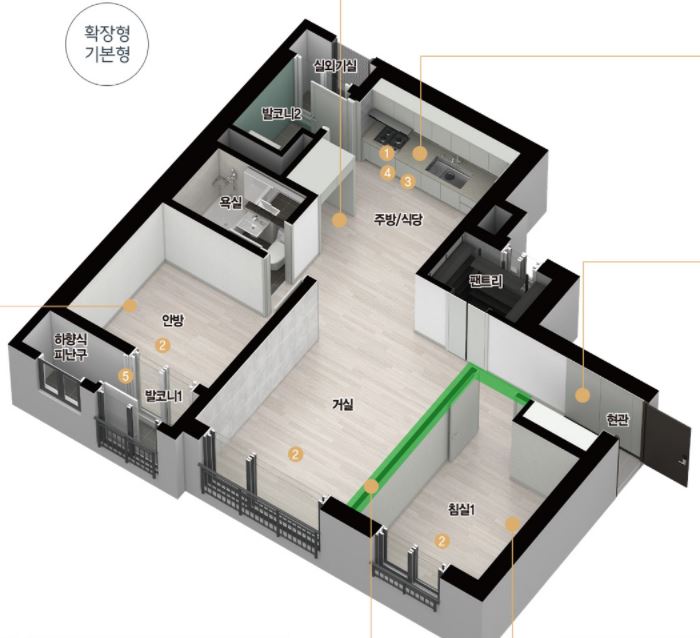 확장형
기본형
실외기실
발코니2
1
4
3
욕실
주방/식당
팬트리
안방
2
하향식
피난구
5
발코니1
거실
2
현관
침실1
2